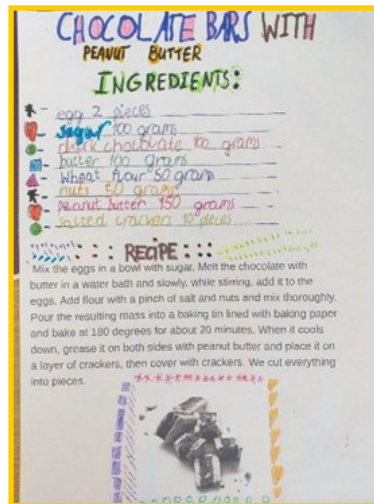 CHOCOLATE BARS WITH
PEANUT BUTTER
INGREDIENTS:
- egg 2 pieces
- sugar 100 grams
- dark chocolate 100 grams
- butter 100 grams
- wheat flour 50 grams
- nuts 50 grams
- peanut butter 150 grams
- salted crackers 10 pieces
RECIPE:
Mix the eggs in a bowl with sugar. Melt the chocolate with
butter in a water bath and slowly, while stirring, add it to the
eggs. Add flour with a pinch of salt and nuts and mix thoroughly.
Pour the resulting mass into a baking tin lined with baking paper
and bake at 180 degrees for about 20 minutes. When it cools
down, grease it on both sides with peanut butter and place it on
a layer of crackers, then cover with crackers. We cut everything
into pieces.